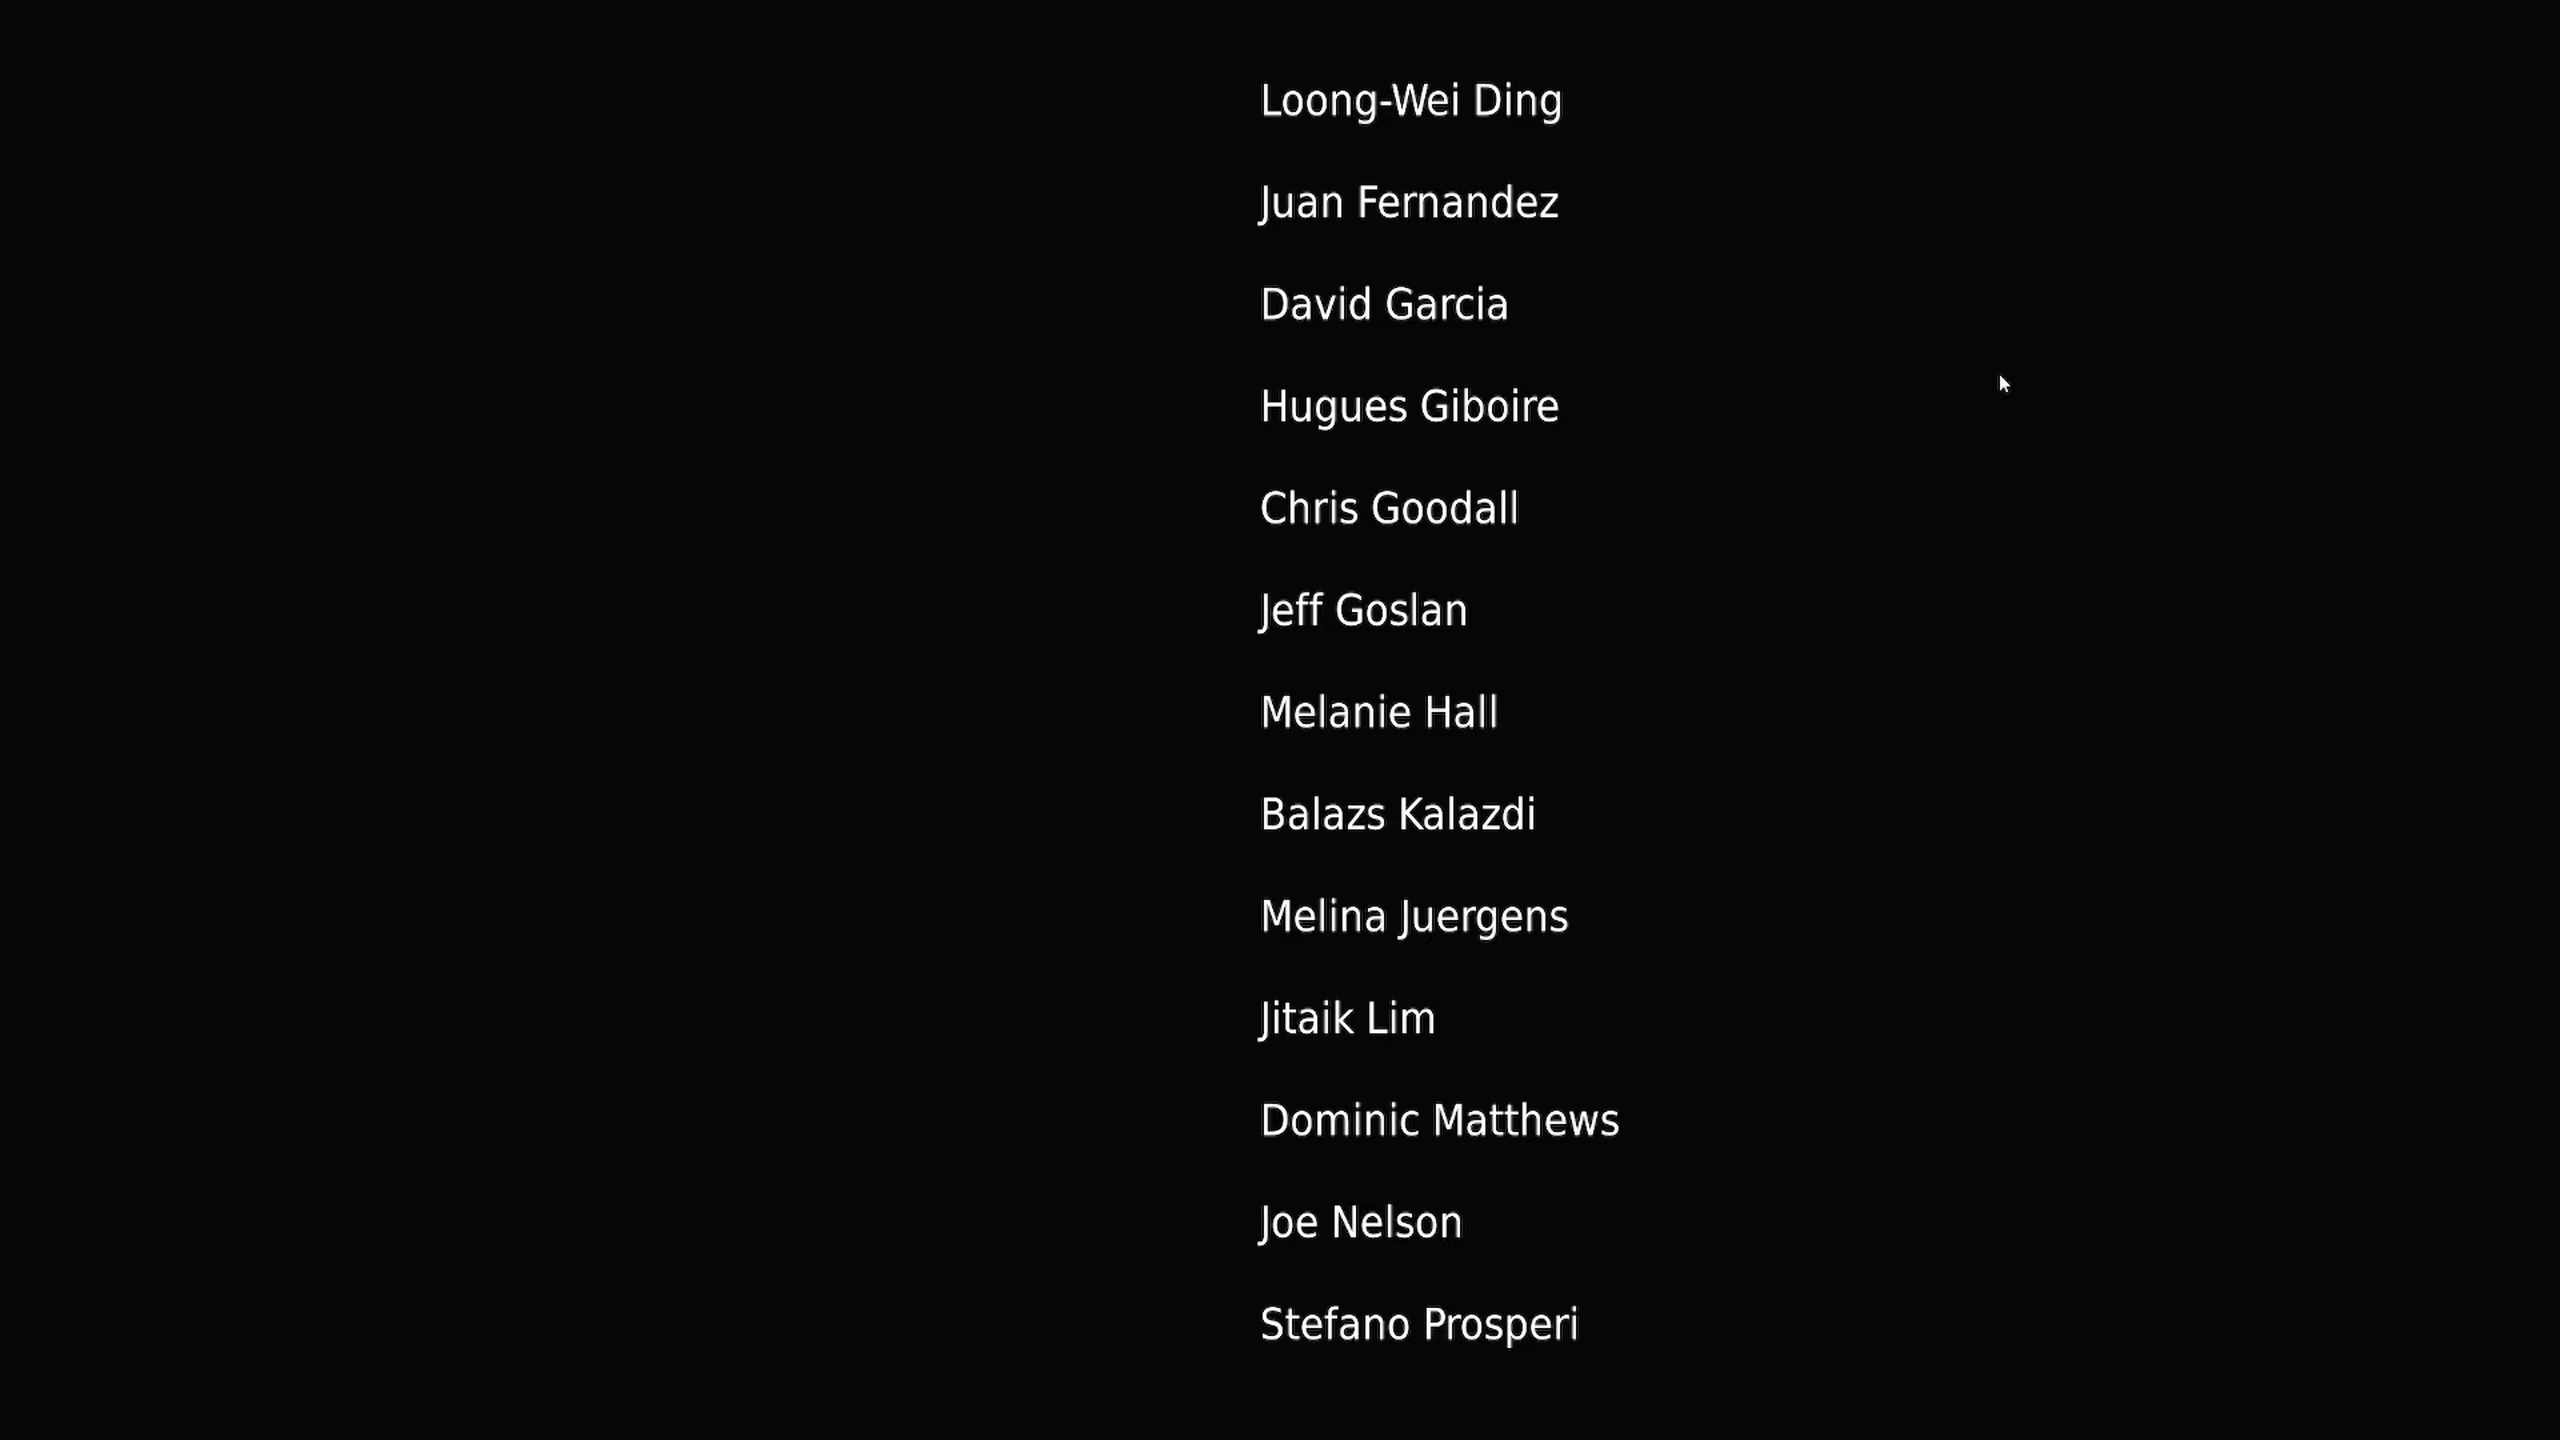 Loong-Wei Ding
Juan Fernandez
David Garcia
Hugues Giboire
Chris Goodall
Jeff Goslan
Melanie Hall
Balazs Kalazdi
Melina Juergens
Jitaik Lim
Dominic Matthews
Joe Nelson
Stefano Prosperi